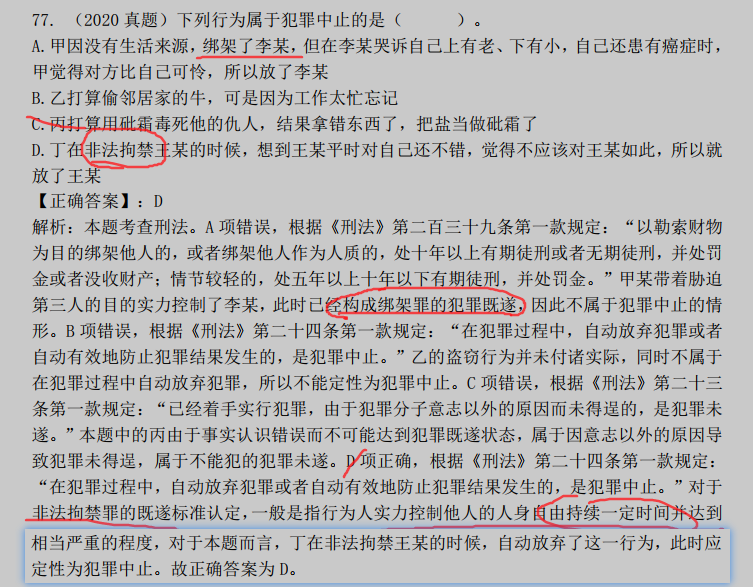 77. （2020 真题）下列行为属于犯罪中止的是（　　　）。
A. 甲因没有生活来源，绑架了李某，但在李某哭诉自己上有老、下有小，自己还患有癌症时，
甲觉得对方比自己可怜，所以放了李某
B. 乙打算偷邻居家的牛，可是因为工作太忙忘记
C. 丙打算用砒霜毒死他的仇人，结果拿错东西了，把盐当做砒霜了
D. 丁在非法拘禁王某的时候，想到王某平时对自己还不错，觉得不应该对王某如此，所以就
放了王某
【正确答案】：D
解析：本题考查刑法。A 项错误，根据《刑法》第二百三十九条第一款规定：“以勒索财物
为目的绑架他人的，或者绑架他人作为人质的，处十年以上有期徒刑或者无期徒刑，并处罚
金或者没收财产；情节较轻的，处五年以上十年以下有期徒刑，并处罚金。”甲某带着胁迫
第三人的目的实力控制了李某，此时已经构成绑架罪的犯罪既遂，因此不属于犯罪中止的情
形。B 项错误，根据《刑法》第二十四条第一款规定：“在犯罪过程中，自动放弃犯罪或者
自动有效地防止犯罪结果发生的，是犯罪中止。”乙的盗窃行为并未付诸实际，同时不属于
在犯罪过程中自动放弃犯罪，所以不能定性为犯罪中止。C 项错误，根据《刑法》第二十三
条第一款规定：“已经着手实行犯罪，由于犯罪分子意志以外的原因而未得逞的，是犯罪未
遂。”本题中的丙由于事实认识错误而不可能达到犯罪既遂状态，属于因意志以外的原因导
致犯罪未得逞，属于不能犯的犯罪未遂。D 项正确，根据《刑法》第二十四条第一款规定：
“在犯罪过程中，自动放弃犯罪或者自动有效地防止犯罪结果发生的，是犯罪中止。”对于
非法拘禁罪的既遂标准认定，一般是指行为人实力控制他人的人身自由持续一定时间并达到
相当严重的程度，对于本题而言，丁在非法拘禁王某的时候，自动放弃了这一行为，此时应
定性为犯罪中止。故正确答案为 D。